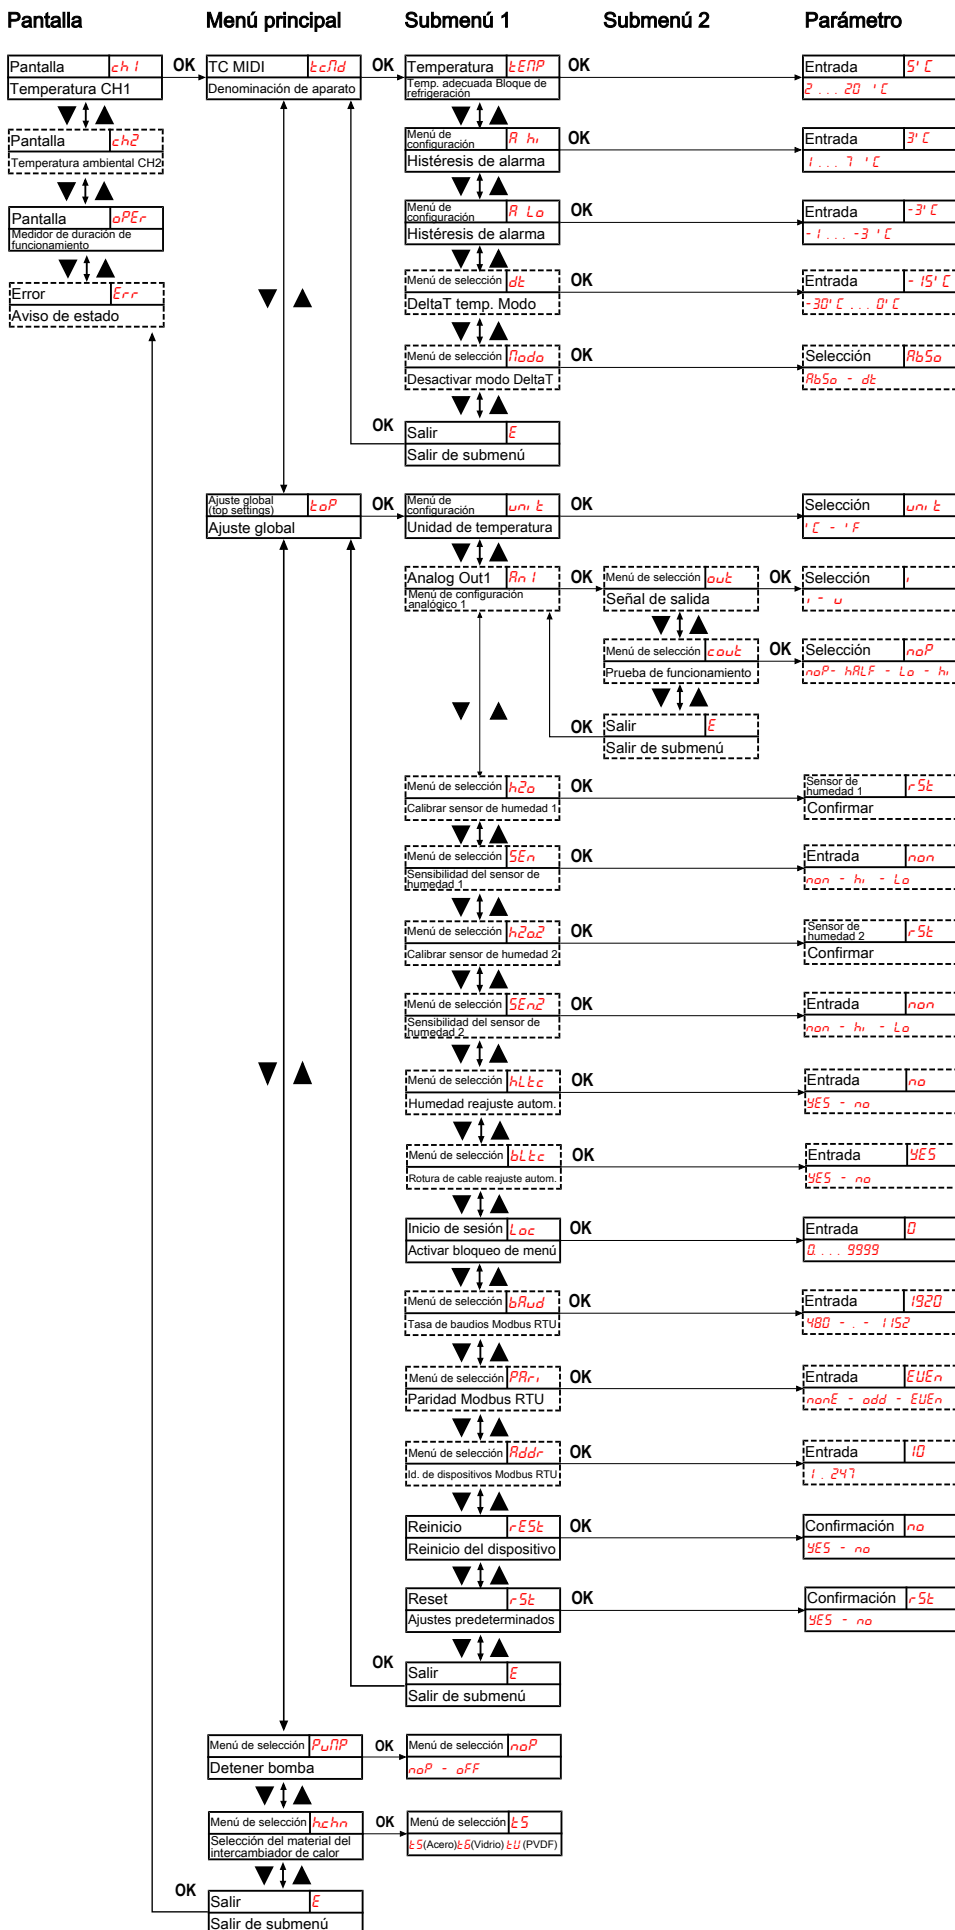 Pantalla Menú principal Submenú 1 Submenú 2 Parámetro
Pantalla ch1 OK TC MIDI tcMd OK Temperatura tEMP OK Entrada 5°C
Temperatura CH1 Denominación de aparato Temp. adecuada Bloque de refrigeración 2 ... 20 °C
Pantalla ch2 Menú de configuración A hi OK Entrada 3°C
Temperatura ambiental CH2 Histéresis de alarma 1 ... 7 °C
Pantalla oPEr Menú de configuración A Lo OK Entrada -3°C
Medidor de duración de funcionamiento Histéresis de alarma -1 ... -3 °C
Error Err Menú de selección dt OK Entrada -15°C
Aviso de estado DeltaT temp. Modo -30°C ... 0°C
Menú de selección Modo OK Selección AbSo
Desactivar modo DeltaT AbSo - dt
OK Salir E
Salir de submenú
Ajuste global (top settings) toP OK Menú de configuración unit OK Selección unit
Ajuste global Unidad de temperatura °C - °F
Analog Out1 An1 OK Menú de selección out OK Selección i
Menú de configuración analógico 1 Señal de salida i - u
Menú de selección cout OK Selección noP
Prueba de funcionamiento noP- hALF - Lo - hi
OK Salir E
Salir de submenú
Menú de selección h2o OK Sensor de humedad 1 rSt
Calibrar sensor de humedad 1 Confirmar
Menú de selección SEn OK Entrada non
Sensibilidad del sensor de humedad 1 non - hi - Lo
Menú de selección h2o.2 OK Sensor de humedad 2 rSt
Calibrar sensor de humedad 2 Confirmar
Menú de selección SEn.2 OK Entrada non
Sensibilidad del sensor de humedad 2 non - hi - Lo
Menú de selección hLtc OK Entrada no
Humedad reajuste autom. YES - no
Menú de selección bLtc OK Entrada YES
Rotura de cable reajuste autom. YES - no
Inicio de sesión Loc OK Entrada 0
Activar bloqueo de menú 0. ... 9999
Menú de selección bAud OK Entrada 1920
Tasa de baudios Modbus RTU 480 - . - 1152
Menú de selección PAri OK Entrada EUEn
Paridad Modbus RTU nonE - odd - EUEn
Menú de selección Addr OK Entrada 10
Id. de dispositivos Modbus RTU 1 . 247
Reinicio rESt OK Confirmación no
Reinicio del dispositivo YES - no
Reset rSt OK Confirmación rSt
Ajustes predeterminados YES - no
OK Salir E
Salir de submenú
Menú de selección PuMP OK Menú de selección noP
Detener bomba noP - oFF
Menú de selección h.chn OK Menú de selección tS
Selección del material del intercambiador de calor tS(Acero)tG(Vidrio) tU (PVDF)
OK Salir E
Salir de submenú